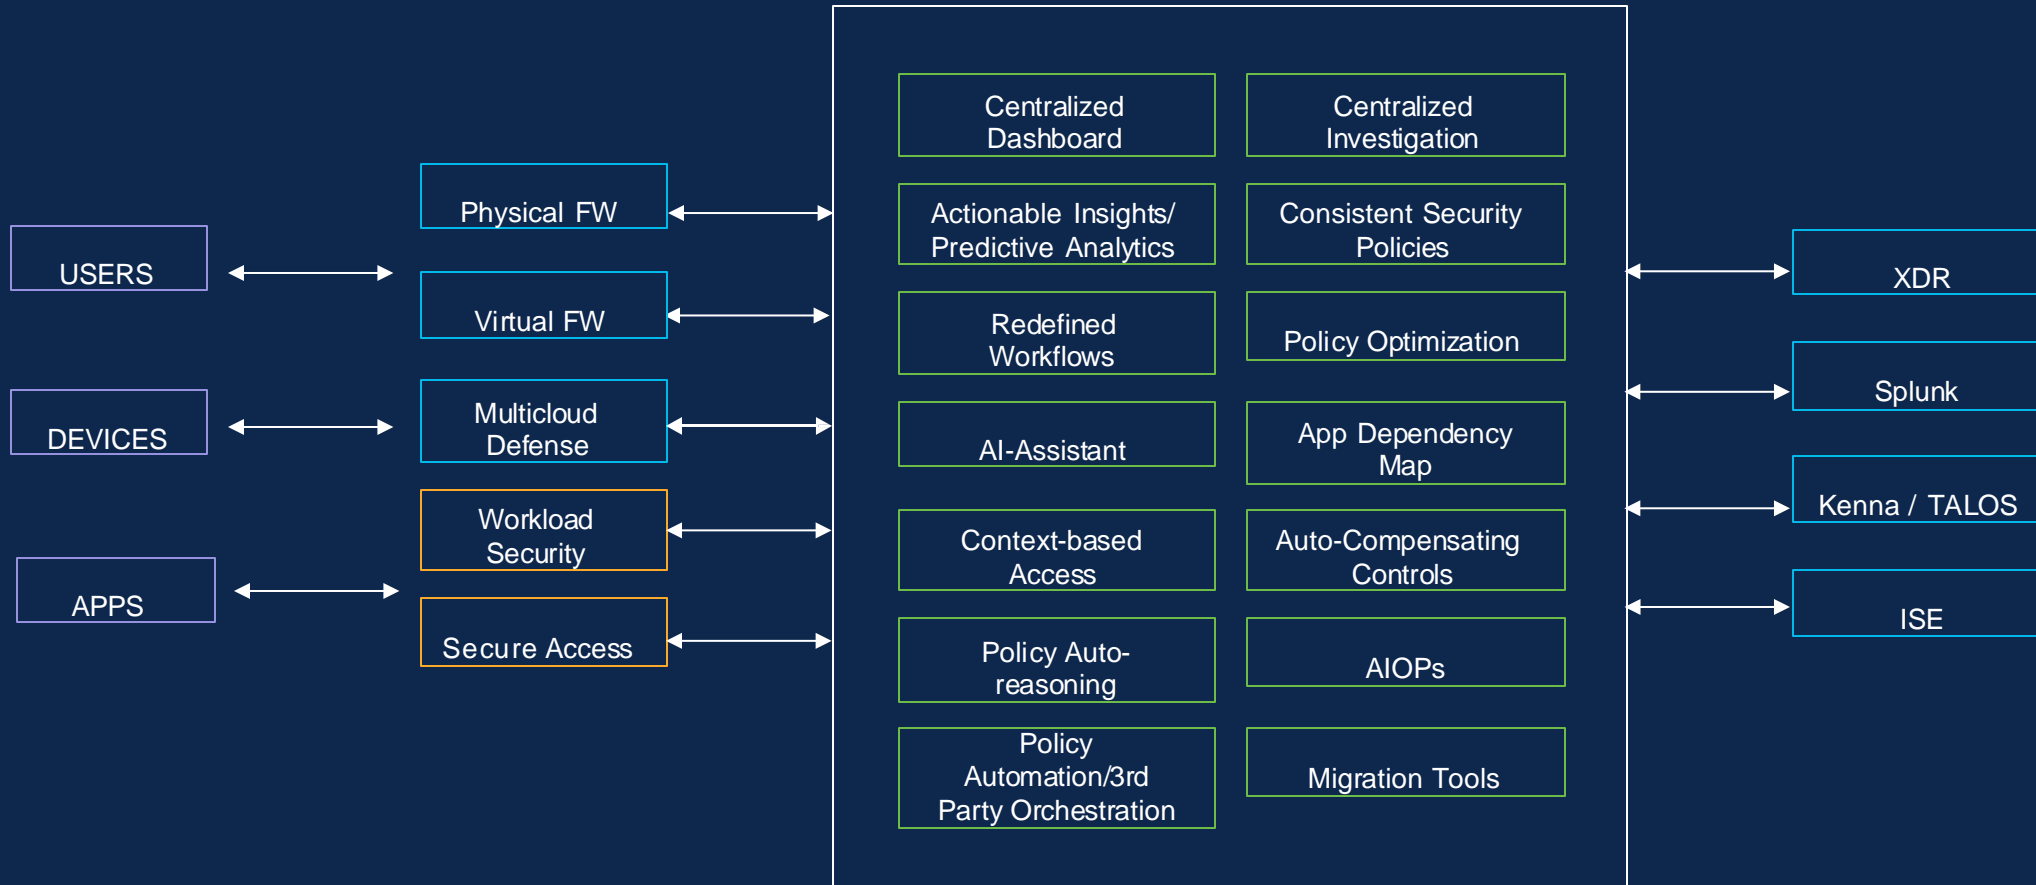 USERS
DEVICES
APPS
Physical FW
Virtual FW
Multicloud
Defense
Workload
Security
Secure Access
Centralized
Dashboard
Centralized
Investigation
Actionable Insights/
Predictive Analytics
Consistent Security
Policies
Redefined
Workflows
Policy Optimization
AI-Assistant
App Dependency
Map
Context-based
Access
Auto-Compensating
Controls
Policy Auto-
reasoning
AIOPs
Policy
Automation/3rd
Party Orchestration
Migration Tools
XDR
Splunk
Kenna / TALOS
ISE